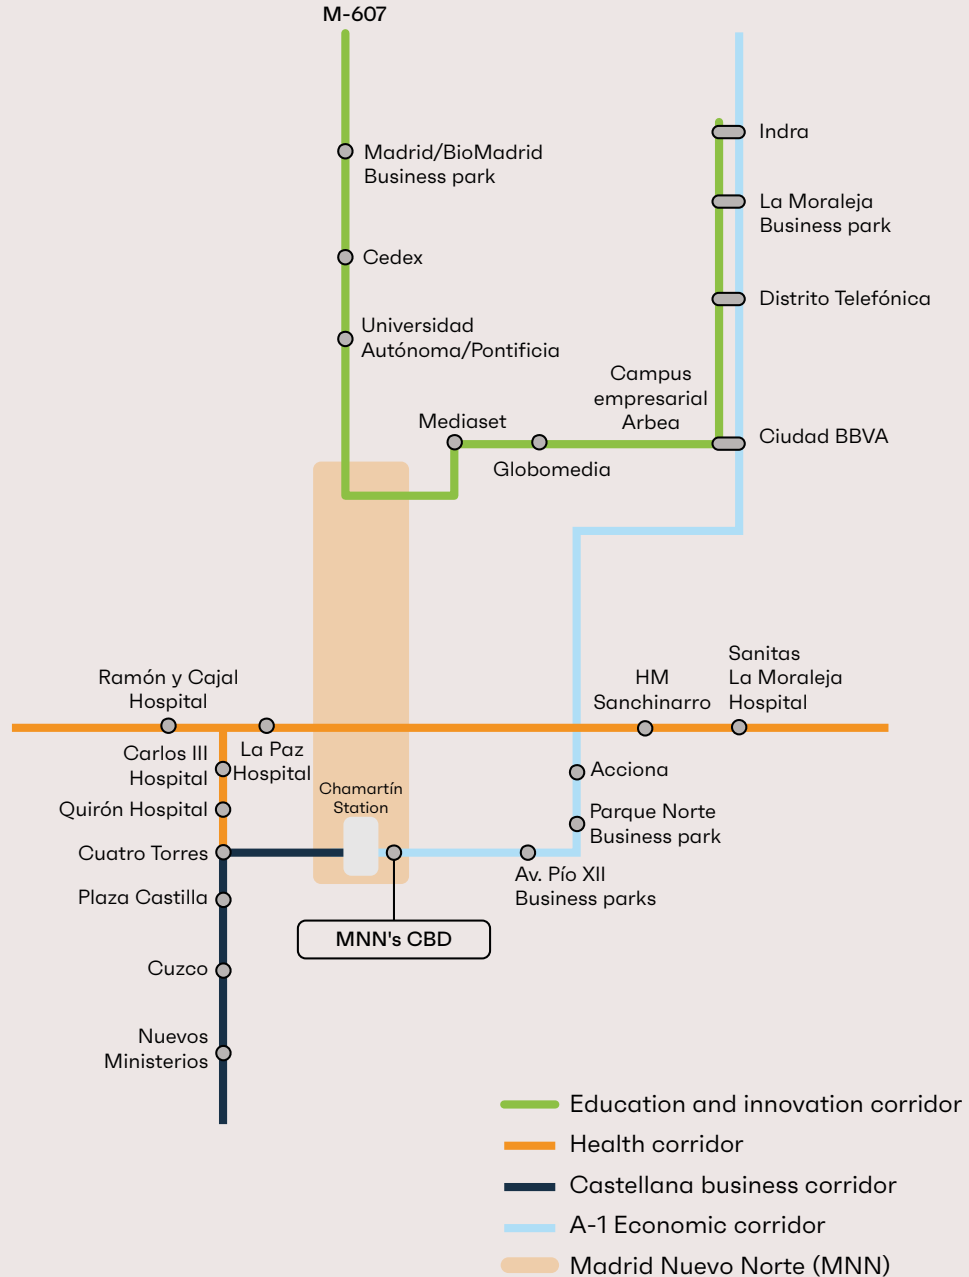 M-607
Madrid/BioMadrid
Business park
Cedex
Universidad
Autónoma/Pontificia
Mediaset
Globomedia
Campus
empresarial
Arbea
Indra
La Moraleja
Business park
Distrito Telefónica
Ciudad BBVA
Ramón y Cajal
Hospital
Carlos III
Hospital
La Paz
Hospital
Quirón Hospital
Cuatro Torres
Plaza Castilla
Cuzco
Nuevos
Ministerios
Chamartín
Station
MNN's CBD
HM
Sanchinarro
Sanitas
La Moraleja
Hospital
Acciona
Parque Norte
Business park
Av. Pío XII
Business parks
Education and innovation corridor
Health corridor
Castellana business corridor
A-1 Economic corridor
Madrid Nuevo Norte (MNN)